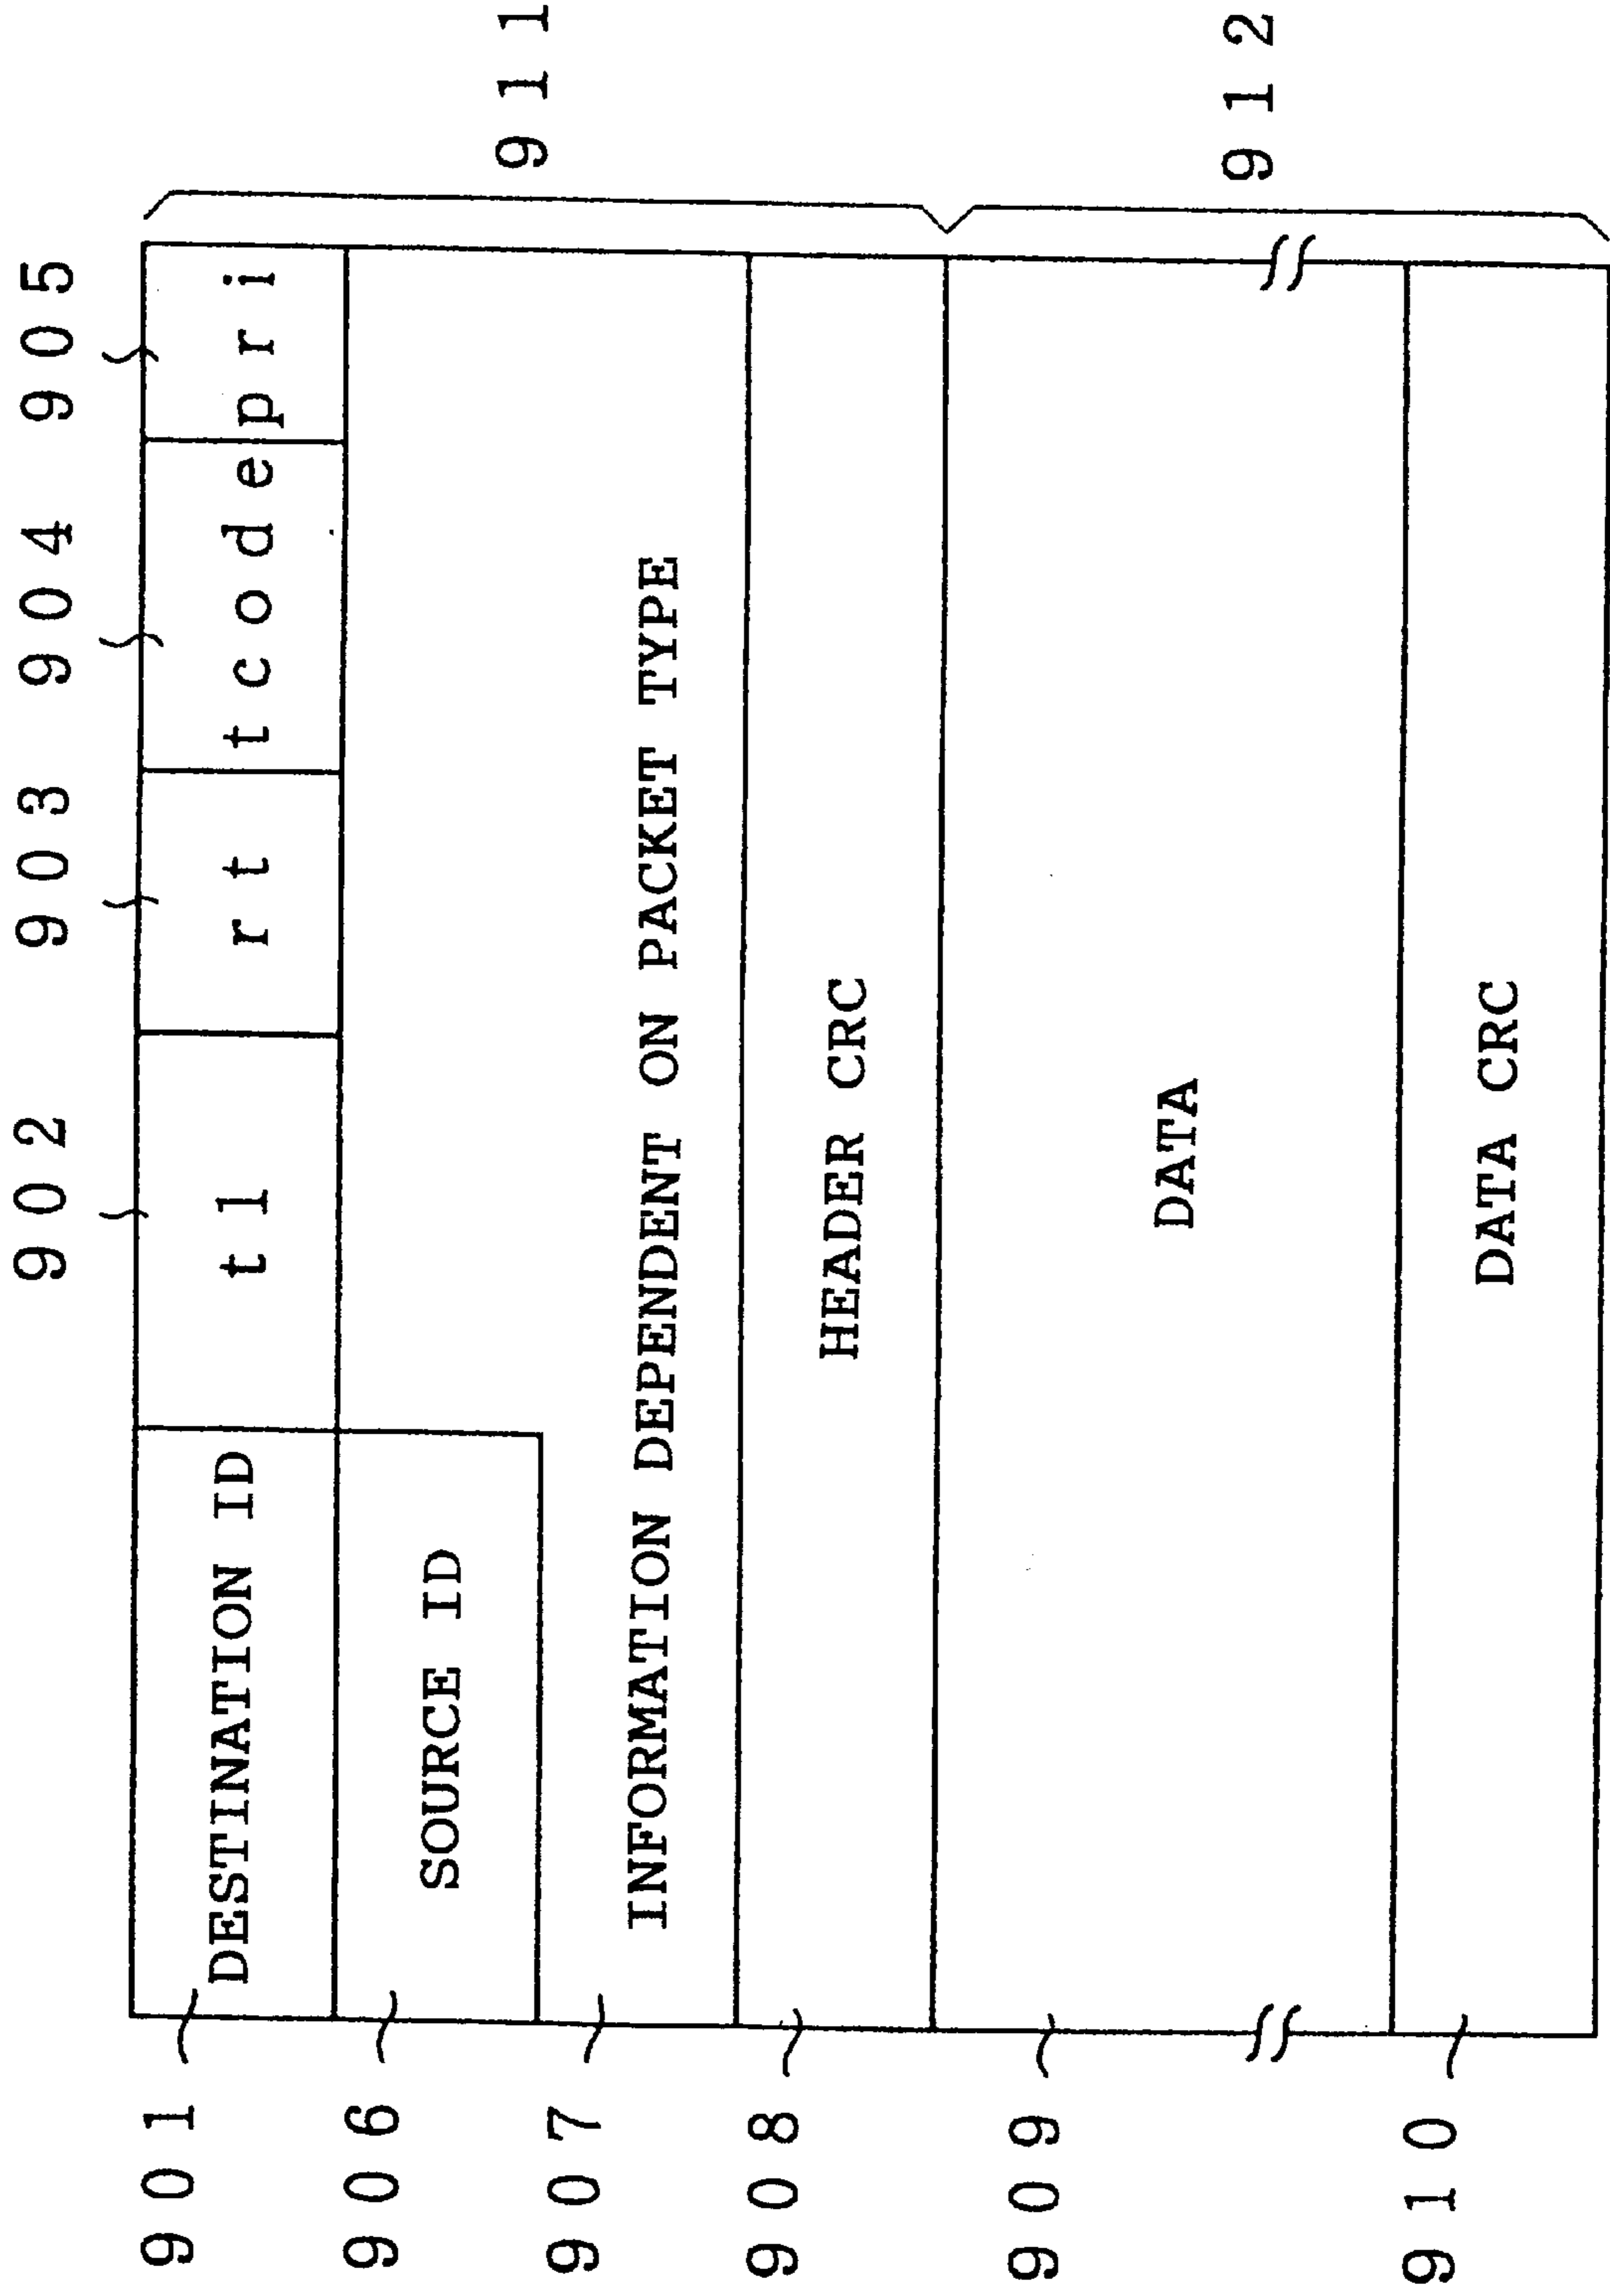 902 903 904 905
901 DESTINATION ID tl rt tcode pri
906 SOURCE ID
907 INFORMATION DEPENDENT ON PACKET TYPE
911
908 HEADER CRC
909 DATA
912
910 DATA CRC